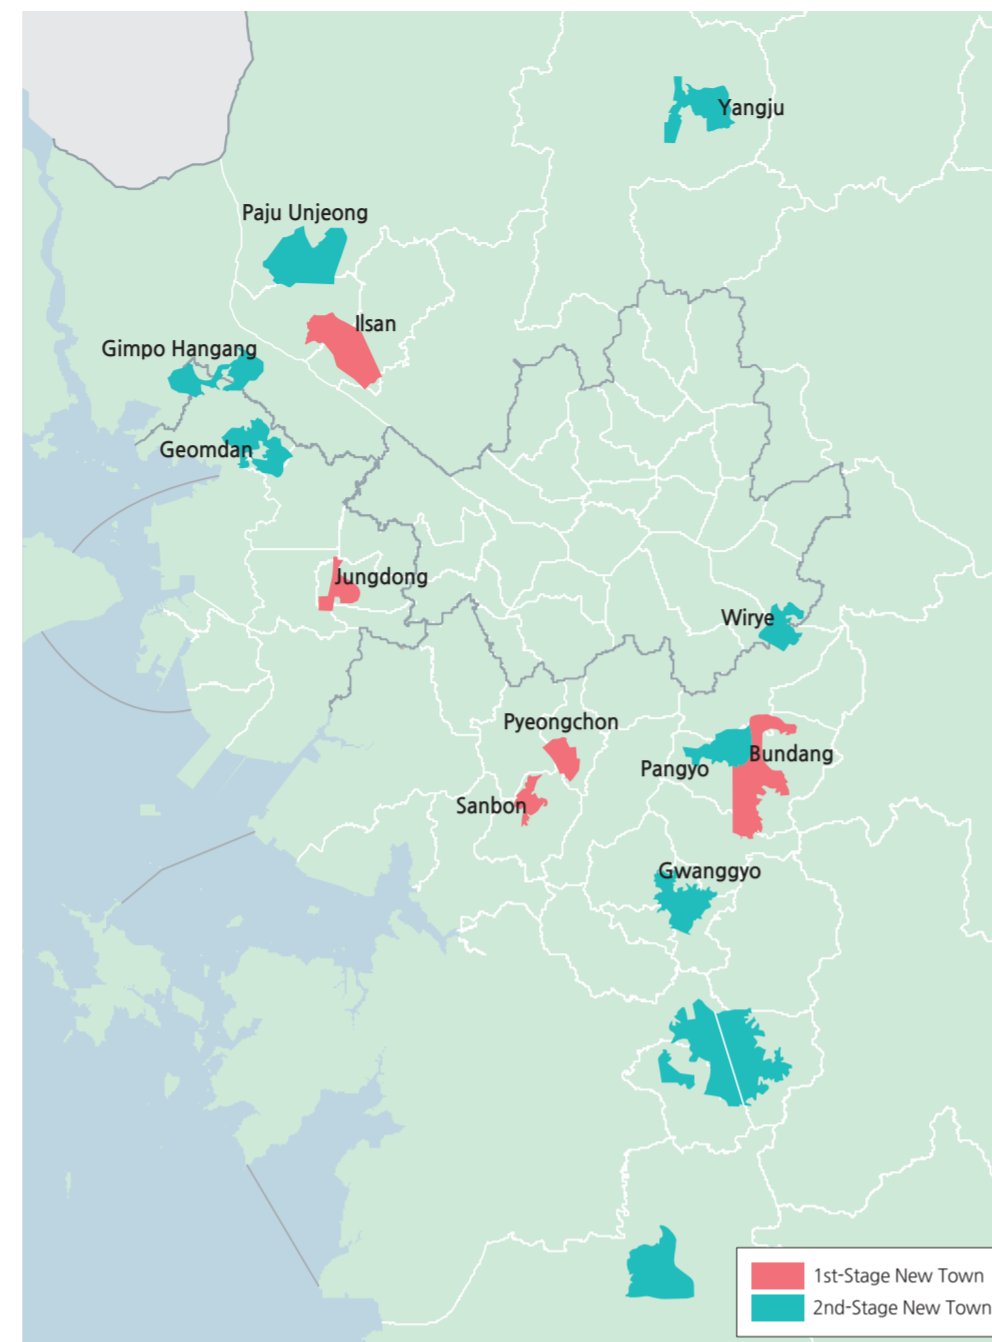 Yangju
Paju Unjeong
Ilsan
Gimpo Hangang
Geomdan
Jungdong
Wirye
Pyeongchon
Bundang
Pangyo
Sanbon
Gwanggyo
1st-Stage New Town
2nd-Stage New Town